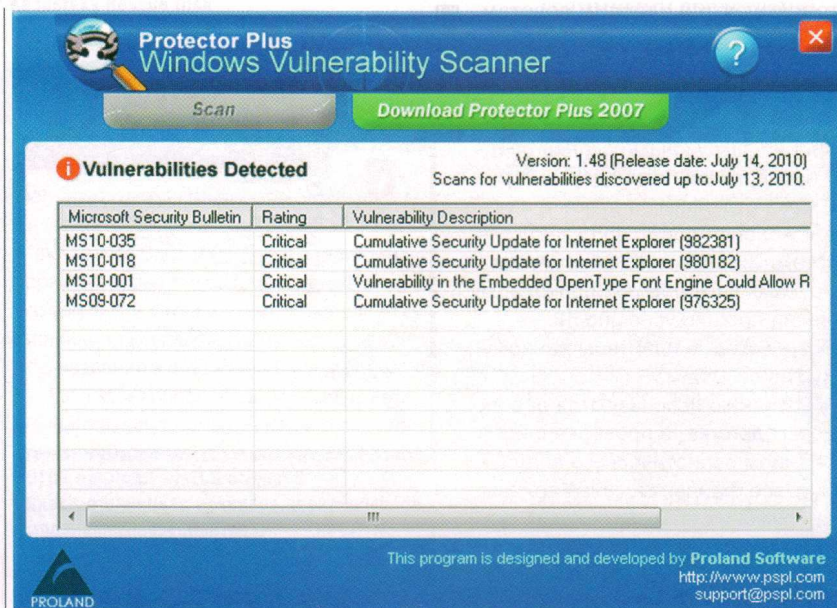 Protector Plus
Windows Vulnerability Scanner
?
Scan
Download Protector Plus 2007
Vulnerabilities Detected
Version: 1.48 (Release date: July 14, 2010)
Scans for vulnerabilities discovered up to July 13, 2010.
Microsoft Security Bulletin Rating Vulnerability Description
MS10-035 Critical Cumulative Security Update for Internet Explorer (982381)
MS10-018 Critical Cumulative Security Update for Internet Explorer (980182)
MS10-001 Critical Vulnerability in the Embedded OpenType Font Engine Could Allow R
MS09-072 Critical Cumulative Security Update for Internet Explorer (976325)
This program is designed and developed by Proland Software
http://www.pspl.com
support@pspl.com
PROLAND